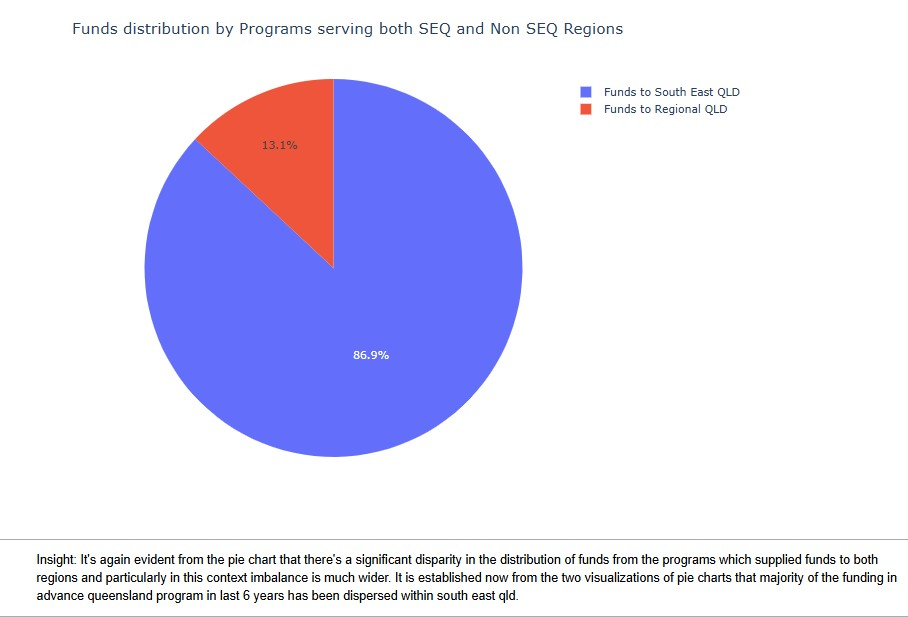 Funds distribution by Programs serving both SEQ and Non SEQ Regions
Funds to South East QLD
Funds to Regional QLD
13.1%
86.9%
Insight: It's again evident from the pie chart that there's a significant disparity in the distribution of funds from the programs which supplied funds to both
regions and particularly in this context imbalance is much wider. It is established now from the two visualizations of pie charts that majority of the funding in
advance queensland program in last 6 years has been dispersed within south east qld.